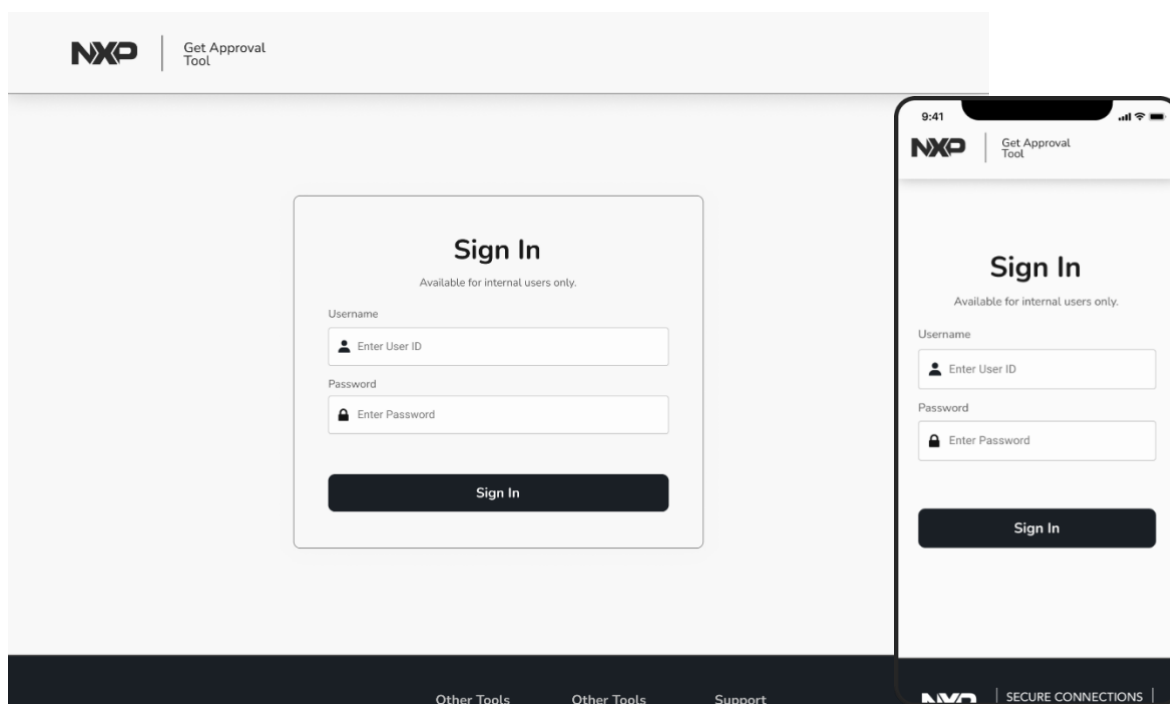 NXP
Get Approval
Tool
Sign In
Available for internal users only.
Username
Enter User ID
Password
Enter Password
Sign In
Other Tools
Other Tools
Support
9:41
NXP
Get Approval
Tool
Sign In
Available for internal users only.
Username
Enter User ID
Password
Enter Password
Sign In
NXP
SECURE CONNECTIONS